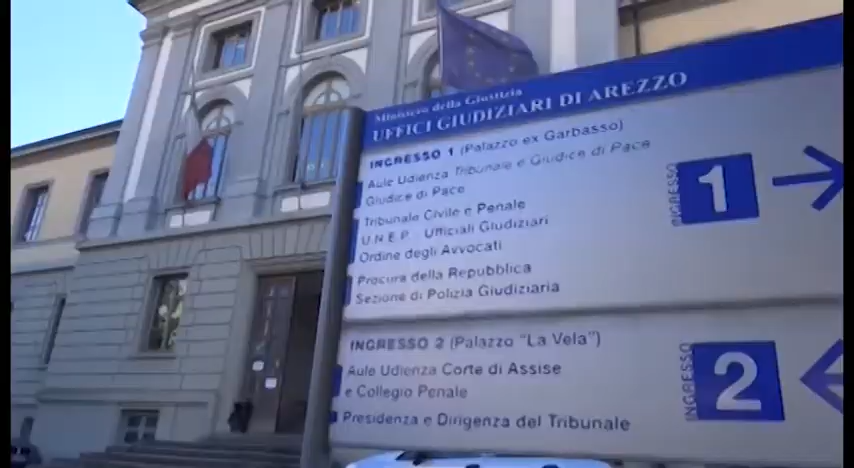 Ministero della Giustizia
UFFICI GIUDIZIARI DI AREZZO
INGRESSO 1 (Palazzo ex Garbasso)
Aule Udienza Tribunale e Giudice di Pace
Giudice di Pace
Tribunale Civile e Penale
U.N.E.P. - Ufficiali Giudiziari
Ordine degli Avvocati
Procura della Repubblica
Sezione di Polizia Giudiziaria
INGRESSO
1
INGRESSO 2 (Palazzo "La Vela")
Aule Udienza Corte di Assise
e Collegio Penale
Presidenza e Dirigenza del Tribunale
INGRESSO
2